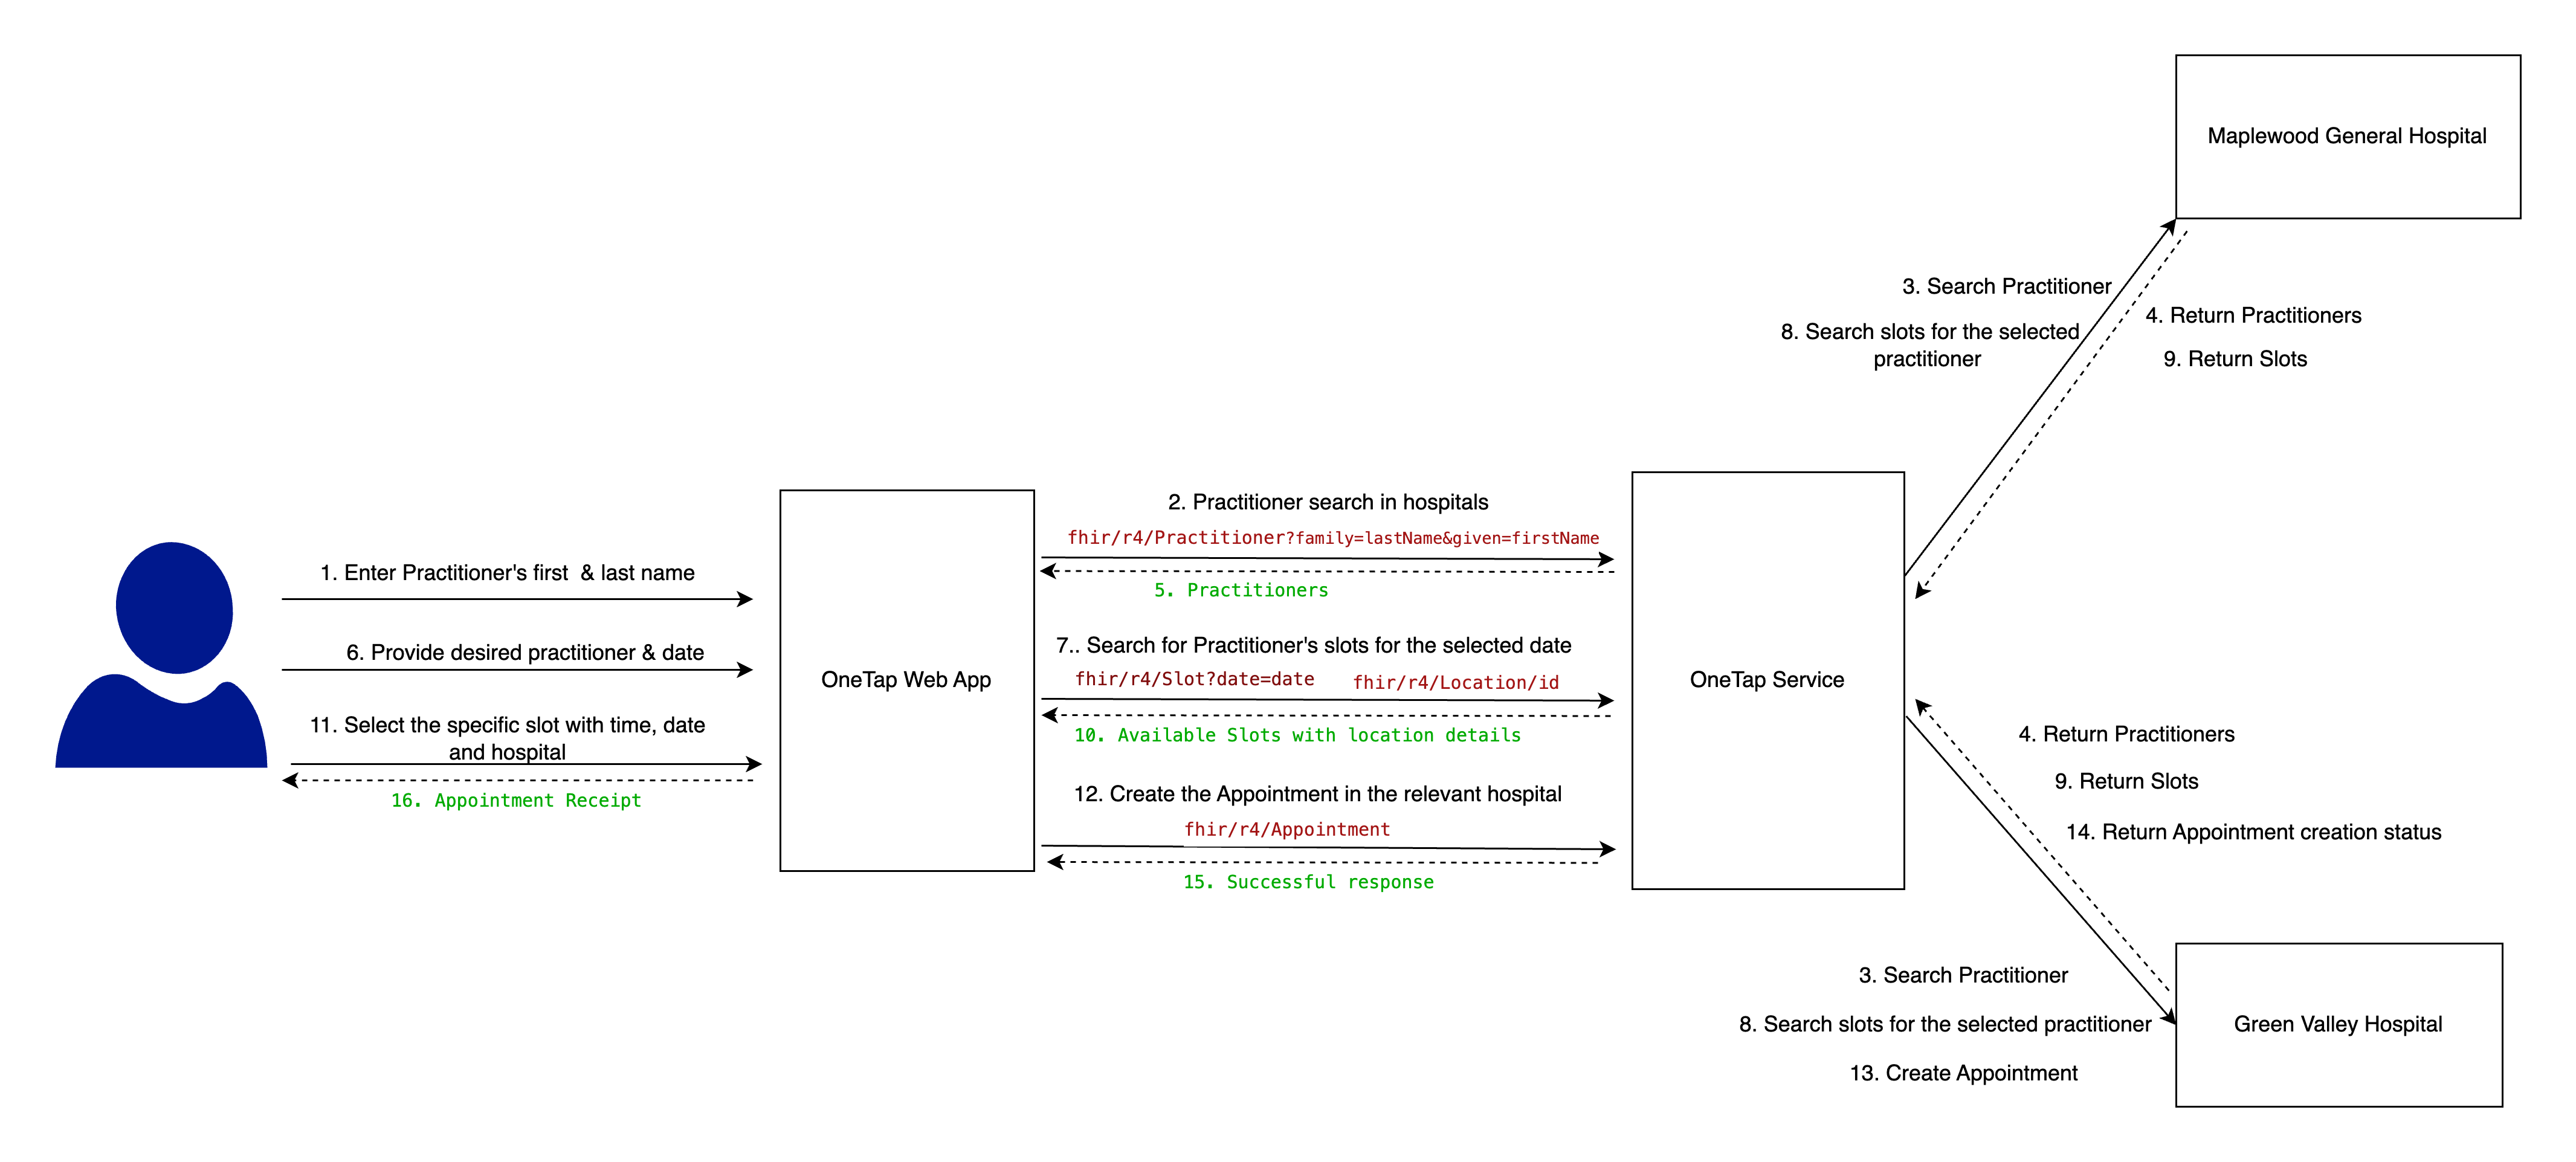 Maplewood General Hospital
3. Search Practitioner
8. Search slots for the selected
practitioner
4. Return Practitioners
9. Return Slots
1. Enter Practitioner's first  & last name
6. Provide desired practitioner & date
11. Select the specific slot with time, date
and hospital
16. Appointment Receipt
OneTap Web App
2. Practitioner search in hospitals
fhir/r4/Practitioner?family=lastName&given=firstName
5. Practitioners
7.. Search for Practitioner's slots for the selected date
fhir/r4/Slot?date=date fhir/r4/Location/id
10. Available Slots with location details
12. Create the Appointment in the relevant hospital
fhir/r4/Appointment
15. Successful response
OneTap Service
4. Return Practitioners
9. Return Slots
14. Return Appointment creation status
3. Search Practitioner
8. Search slots for the selected practitioner
13. Create Appointment
Green Valley Hospital